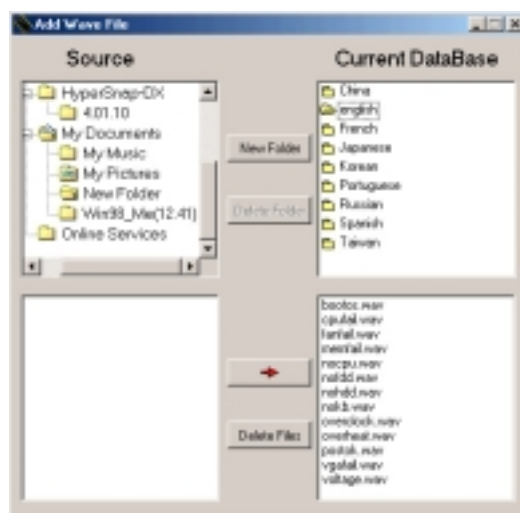 Add Wave File
Source
Current DataBase
HyperSnap-DX
4.01.10
My Documents
My Music
My Pictures
New Folder
Win98_Me(12.41)
Online Services
New Folder
Delete Folder
China
english
French
Japanese
Korean
Portuguese
Russian
Spanish
Taiwan
Delete Files
bootos.wav
cpufail.wav
fanfail.wav
memfail.wav
nocpu.wav
nofdd.wav
nohdd.wav
nokb.wav
overclock.wav
overheat.wav
postok.wav
vgafail.wav
voltage.wav